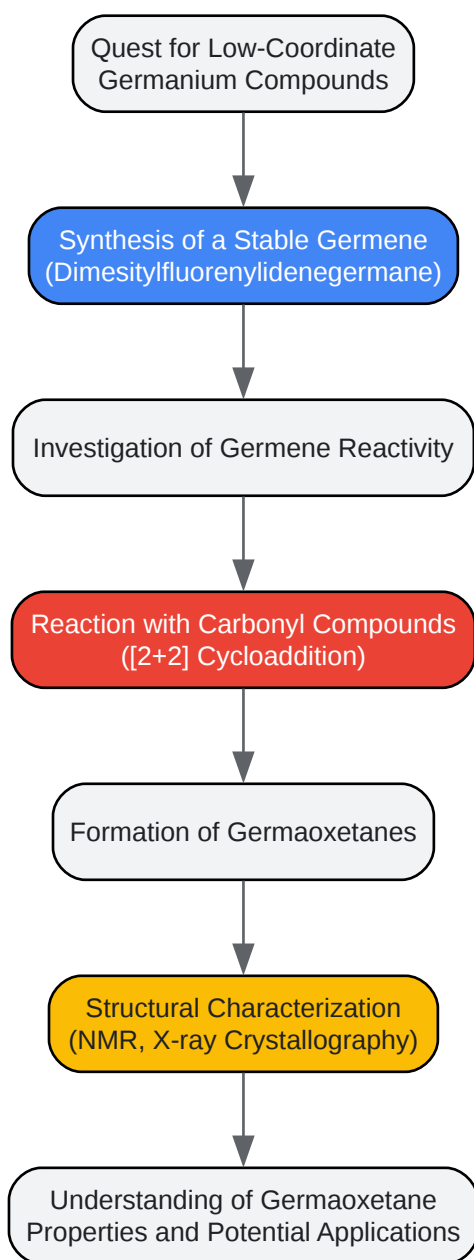 Quest for Low-Coordinate
Germanium Compounds
Synthesis of a Stable Germene
(Dimesitylfluorenylidenegermane)
Investigation of Germene Reactivity
Reaction with Carbonyl Compounds
([2+2] Cycloaddition)
Formation of Germaoxetanes
Structural Characterization
(NMR, X-ray Crystallography)
Understanding of Germaoxetane
Properties and Potential Applications